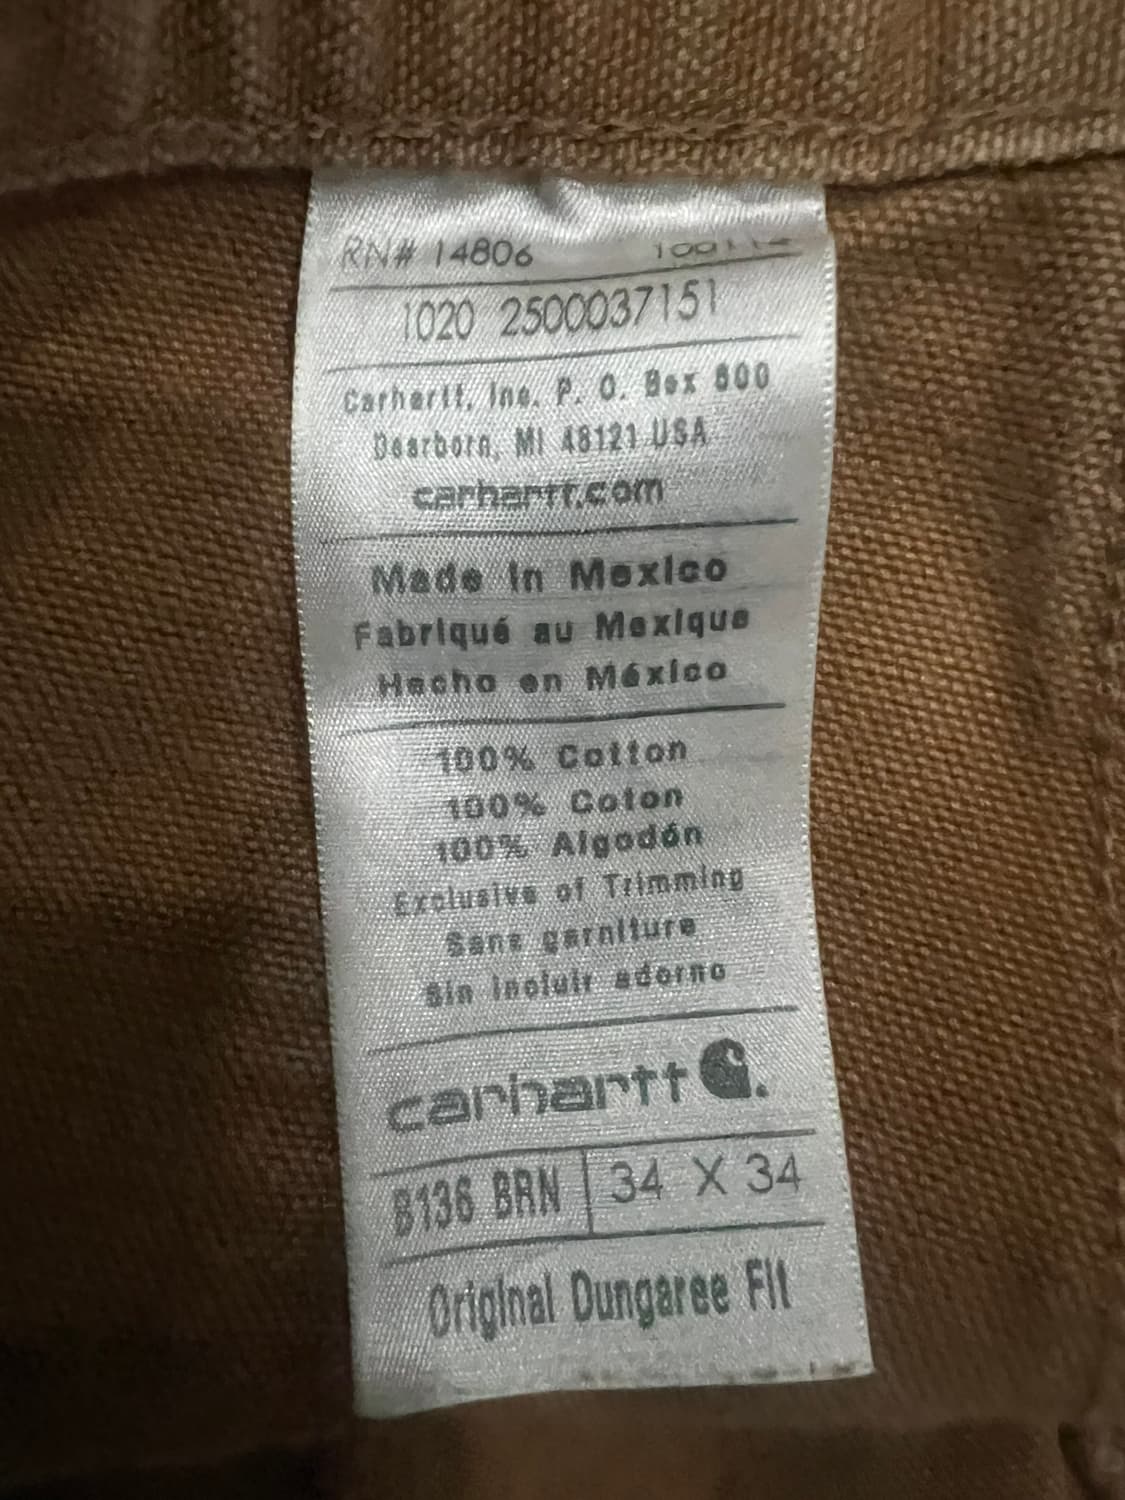 RN# 14806
1020 2500037151
Carhartt, Inc. P. O. Box 600
Dearborn, MI 48121 USA
carhartt.com
Made in Mexico
Fabriqué au Mexique
Hecho en México
100% Cotton
100% Coton
100% Algodón
Exclusive of Trimming
Sans garniture
Sin incluir adorno
carhartt
B136 BRN 34 X 34
Original Dungaree Fit